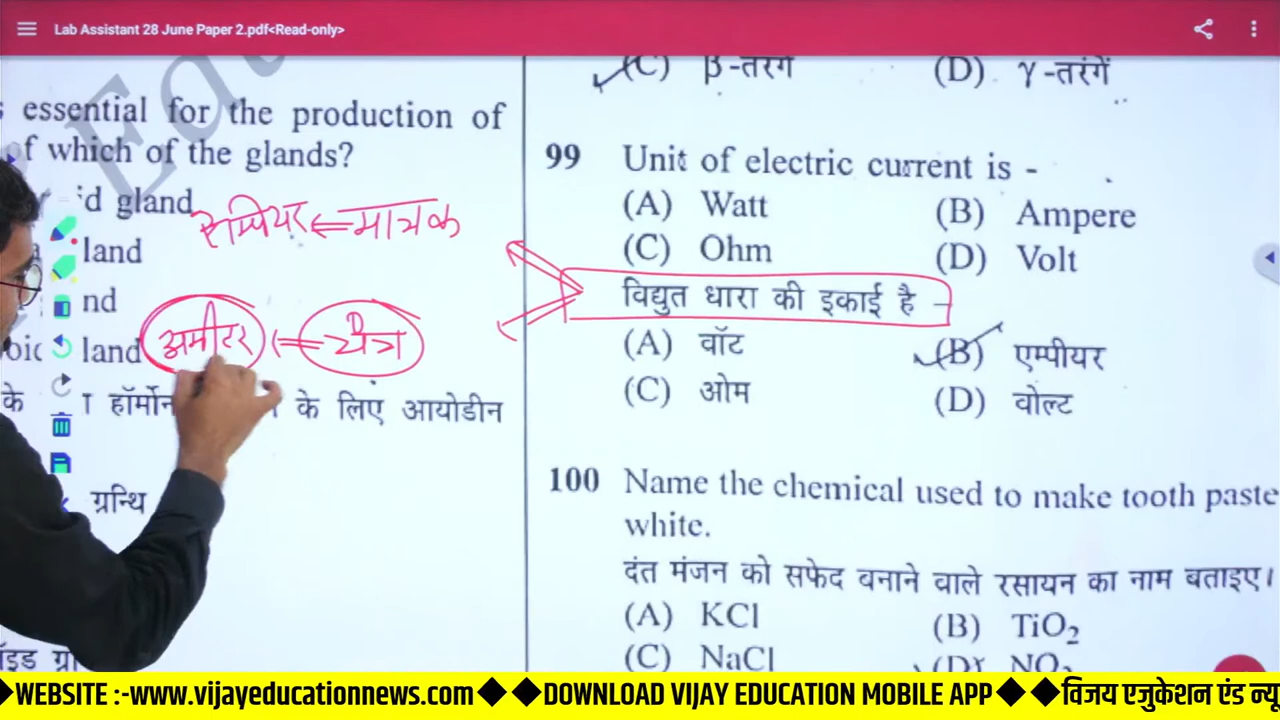 Lab Assistant 28 June Paper 2.pdf<Read-only>
essential for the production of
of which of the glands?
d gland
land
nd
land
के
हॉर्मोन
के लिए आयोडीन
ग्रन्थि
ऐम्पियर ⇐ मात्रक
अमीटर ⇐ यंत्र
(C) β-तरंगें
(D) γ-तरंगें
99 Unit of electric current is -
(A) Watt
(B) Ampere
(C) Ohm
(D) Volt
विद्युत धारा की इकाई है -
(A) वॉट
(B) एम्पीयर
(C) ओम
(D) वोल्ट
100 Name the chemical used to make tooth paste
white.
दंत मंजन को सफेद बनाने वाले रसायन का नाम बताइए।
(A) KCl
(B) TiO₂
(C) NaCl
(D) NO₂
◆WEBSITE :-www.vijayeducationnews.com◆ ◆DOWNLOAD VIJAY EDUCATION MOBILE APP◆ ◆विजय एजुकेशन एंड न्यू